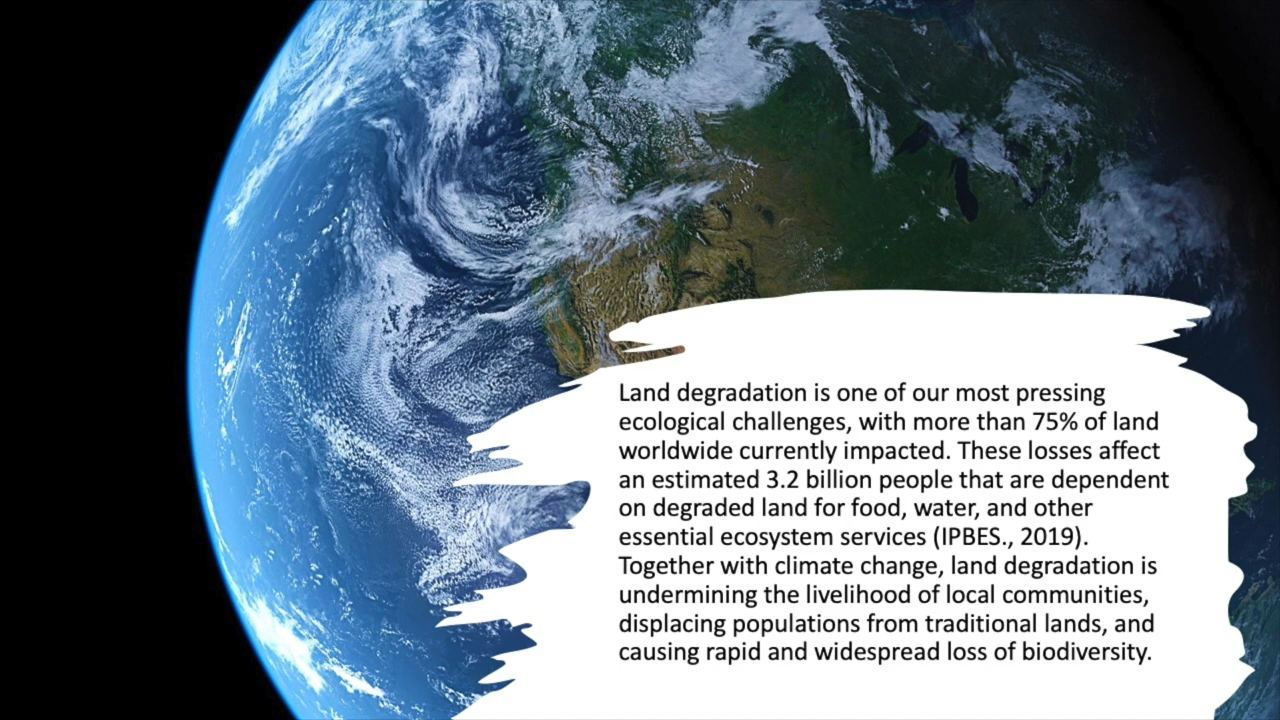 Land degradation is one of our most pressing
ecological challenges, with more than 75% of land
worldwide currently impacted. These losses affect
an estimated 3.2 billion people that are dependent
on degraded land for food, water, and other
essential ecosystem services (IPBES., 2019).
Together with climate change, land degradation is
undermining the livelihood of local communities,
displacing populations from traditional lands, and
causing rapid and widespread loss of biodiversity.